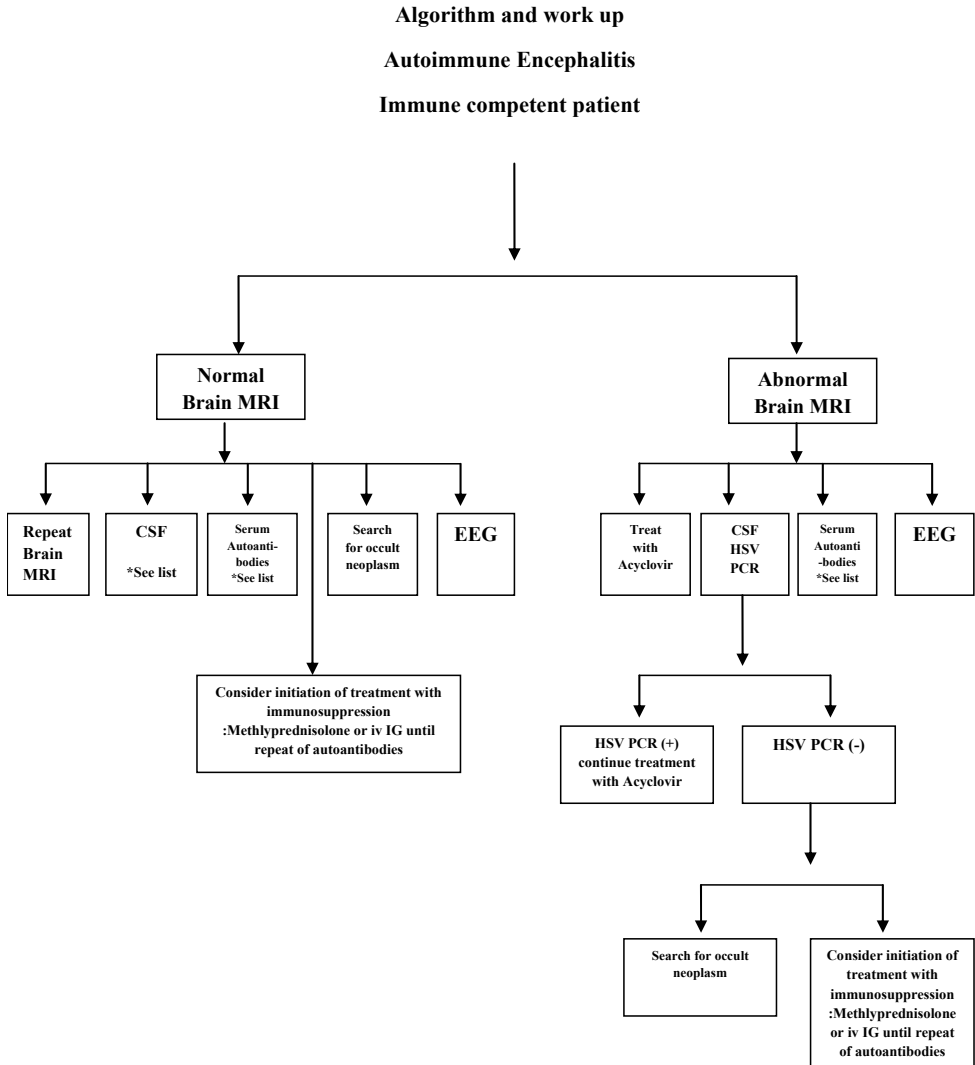 Algorithm and work up
Autoimmune Encephalitis
Immune competent patient
Normal
Brain MRI
Abnormal
Brain MRI
Repeat
Brain
MRI
CSF
*See list
Serum
Autoanti-
bodies
*See list
Search
for occult
neoplasm
EEG
Treat
with
Acyclovir
CSF
HSV
PCR
Serum
Autoanti
-bodies
*See list
EEG
Consider initiation of treatment with
immunosuppression
:Methlyprednisolone or iv IG until
repeat of autoantibodies
HSV PCR (+)
continue treatment
with Acyclovir
HSV PCR (-)
Search for occult
neoplasm
Consider initiation of
treatment with
immunosuppression
:Methlyprednisolone
or iv IG until repeat
of autoantibodies